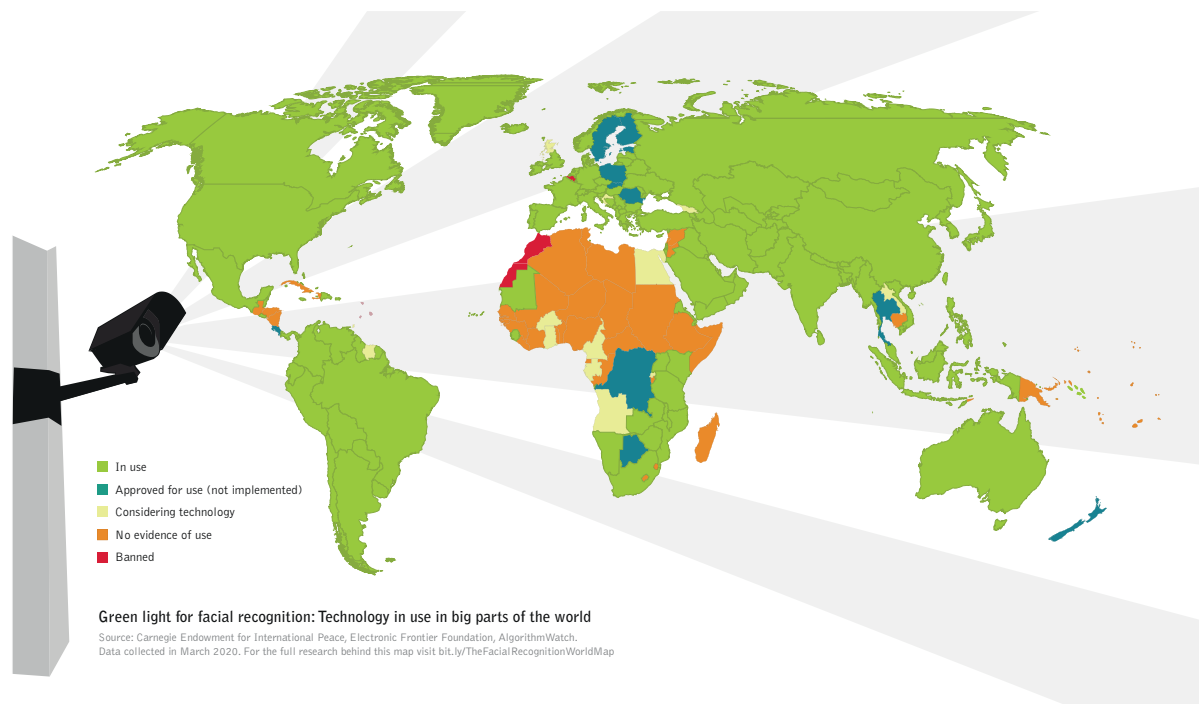 In use
Approved for use (not implemented)
Considering technology
No evidence of use
Banned
Green light for facial recognition: Technology in use in big parts of the world
Source: Carnegie Endowment for International Peace, Electronic Frontier Foundation, AlgorithmWatch.
Data collected in March 2020. For the full research behind this map visit bit.ly/TheFacialRecognitionWorldMap